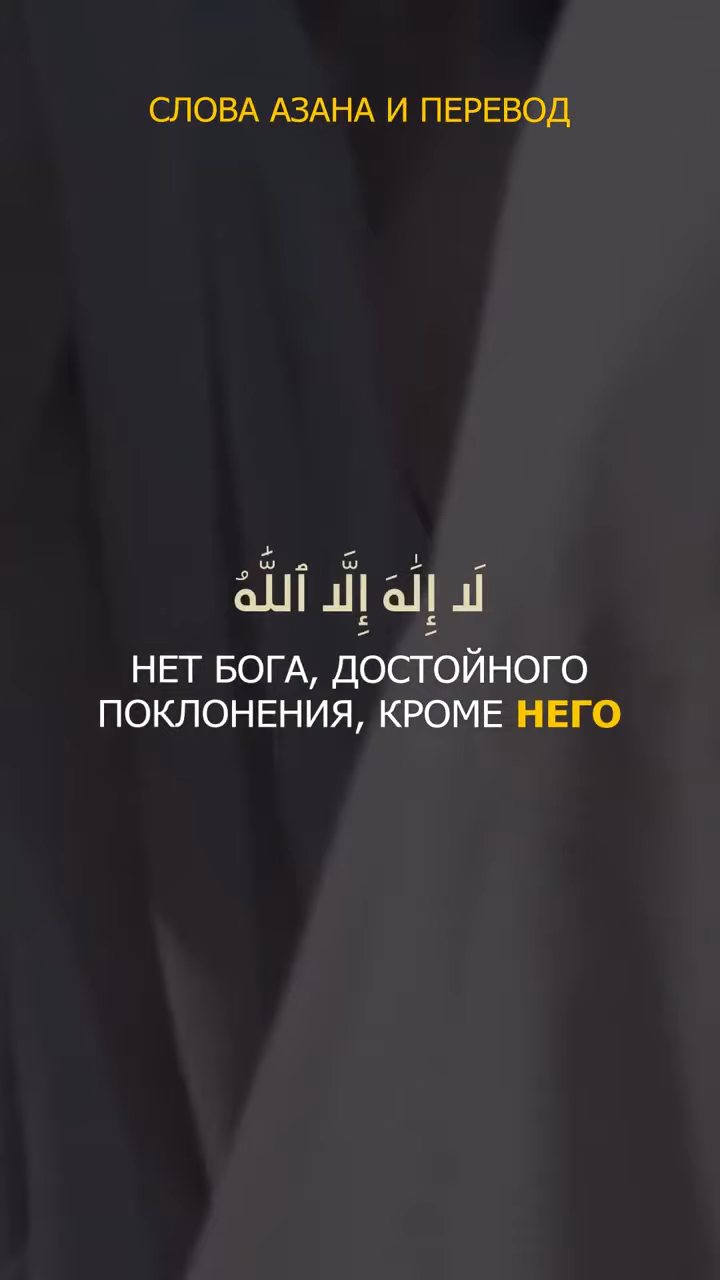 СЛОВА АЗАНА И ПЕРЕВОД
لَا إِلَٰهَ إِلَّا ٱللَّٰهُ
НЕТ БОГА, ДОСТОЙНОГО
ПОКЛОНЕНИЯ, КРОМЕ НЕГО